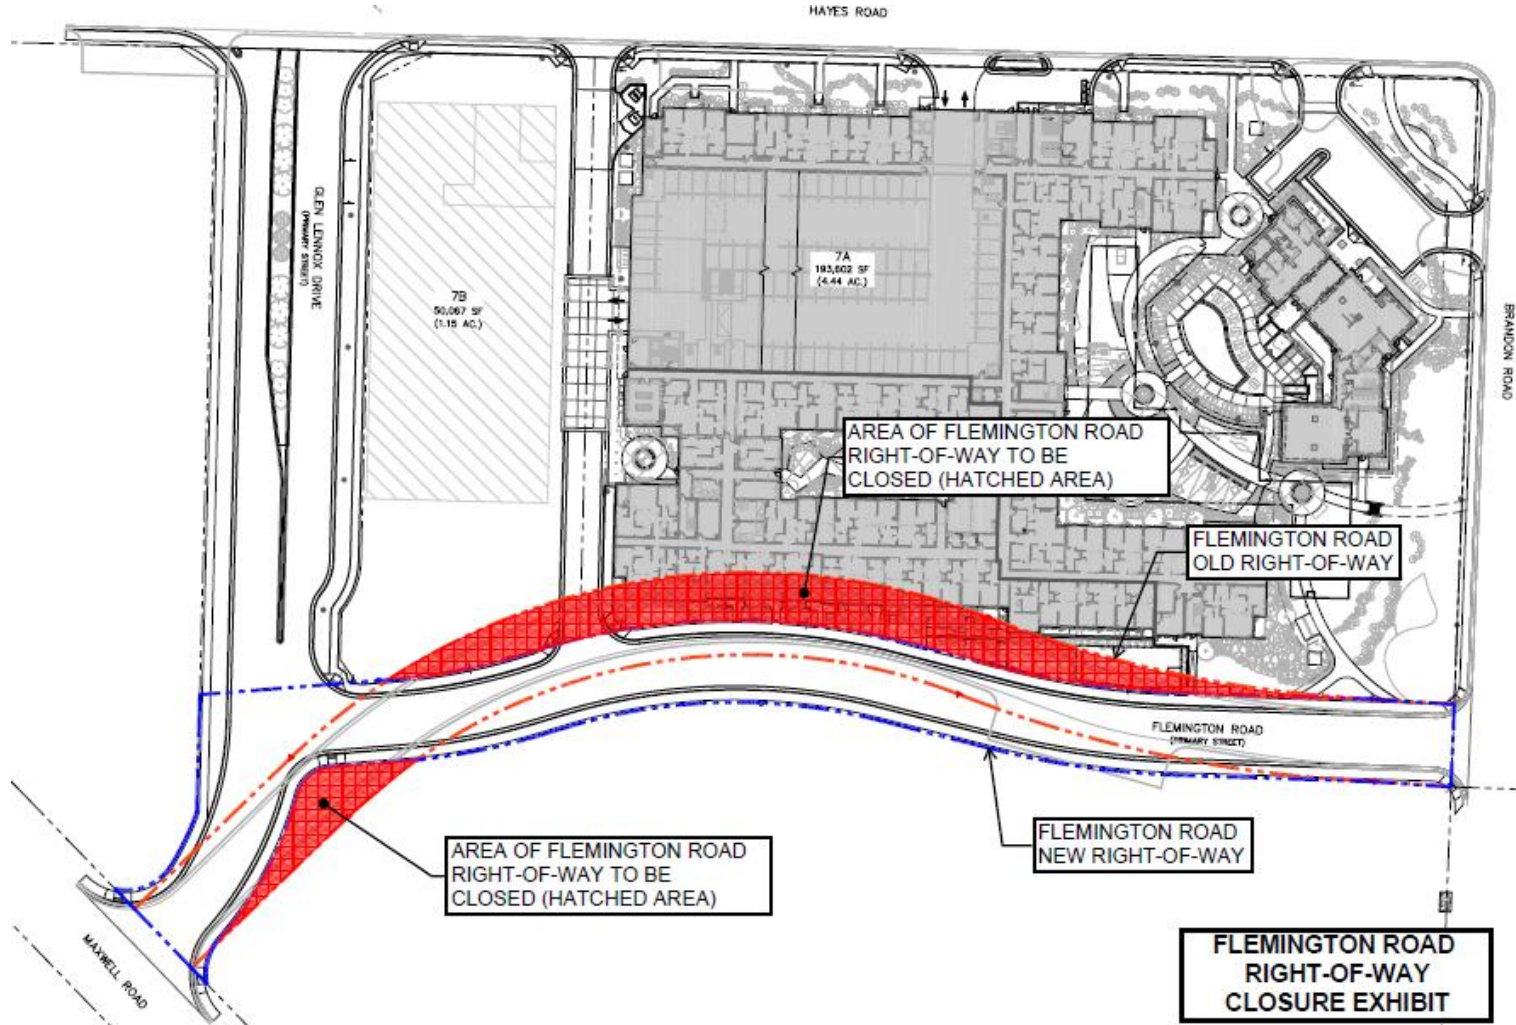 HAYES ROAD
GLEN LENNOX DRIVE
(PRIMARY STREET)
7B
50,067 SF
(1.15 AC.)
7A
193,602 SF
(4.44 AC.)
BRANDON ROAD
AREA OF FLEMINGTON ROAD
RIGHT-OF-WAY TO BE
CLOSED (HATCHED AREA)
FLEMINGTON ROAD
OLD RIGHT-OF-WAY
FLEMINGTON ROAD
(PRIMARY STREET)
FLEMINGTON ROAD
NEW RIGHT-OF-WAY
AREA OF FLEMINGTON ROAD
RIGHT-OF-WAY TO BE
CLOSED (HATCHED AREA)
MAXWELL ROAD
FLEMINGTON ROAD
RIGHT-OF-WAY
CLOSURE EXHIBIT